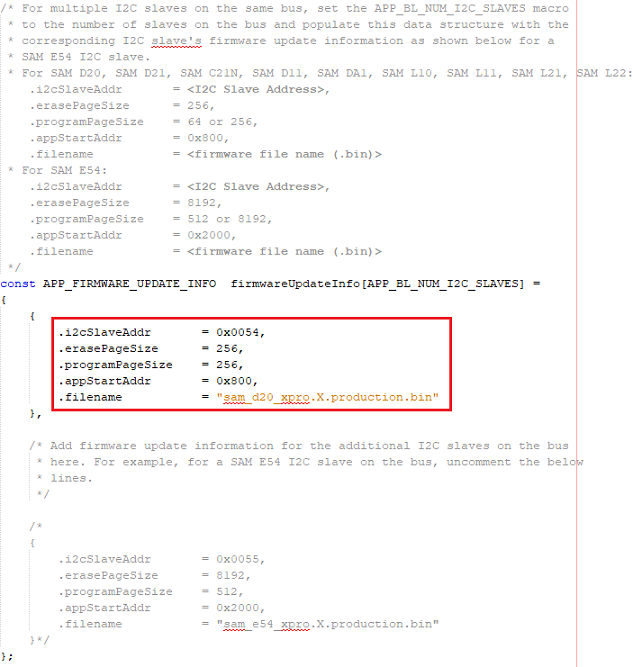 /* For multiple I2C slaves on the same bus, set the APP_BL_NUM_I2C_SLAVES macro
 * to the number of slaves on the bus and populate this data structure with the
 * corresponding I2C slave's firmware update information as shown below for a
 * SAM E54 I2C slave.
 * For SAM D20, SAM D21, SAM C21N, SAM D11, SAM DA1, SAM L10, SAM L11, SAM L21, SAM L22:
    .i2cSlaveAddr       = <I2C Slave Address>,
    .erasePageSize      = 256,
    .programPageSize    = 64 or 256,
    .appStartAddr       = 0x800,
    .filename           = <firmware file name (.bin)>
 * For SAM E54:
    .i2cSlaveAddr       = <I2C Slave Address>,
    .erasePageSize      = 8192,
    .programPageSize    = 512 or 8192,
    .appStartAddr       = 0x2000,
    .filename           = <firmware file name (.bin)>
 */
const APP_FIRMWARE_UPDATE_INFO  firmwareUpdateInfo[APP_BL_NUM_I2C_SLAVES] =
{
    {
        .i2cSlaveAddr       = 0x0054,
        .erasePageSize      = 256,
        .programPageSize    = 256,
        .appStartAddr       = 0x800,
        .filename           = "sam_d20_xpro.X.production.bin"
    },
    /* Add firmware update information for the additional I2C slaves on the bus
     * here. For example, for a SAM E54 I2C slave on the bus, uncomment the below
     * lines.
     */
    /*
    {
        .i2cSlaveAddr       = 0x0055,
        .erasePageSize      = 8192,
        .programPageSize    = 512,
        .appStartAddr       = 0x2000,
        .filename           = "sam_e54_xpro.X.production.bin"
    }*/
};